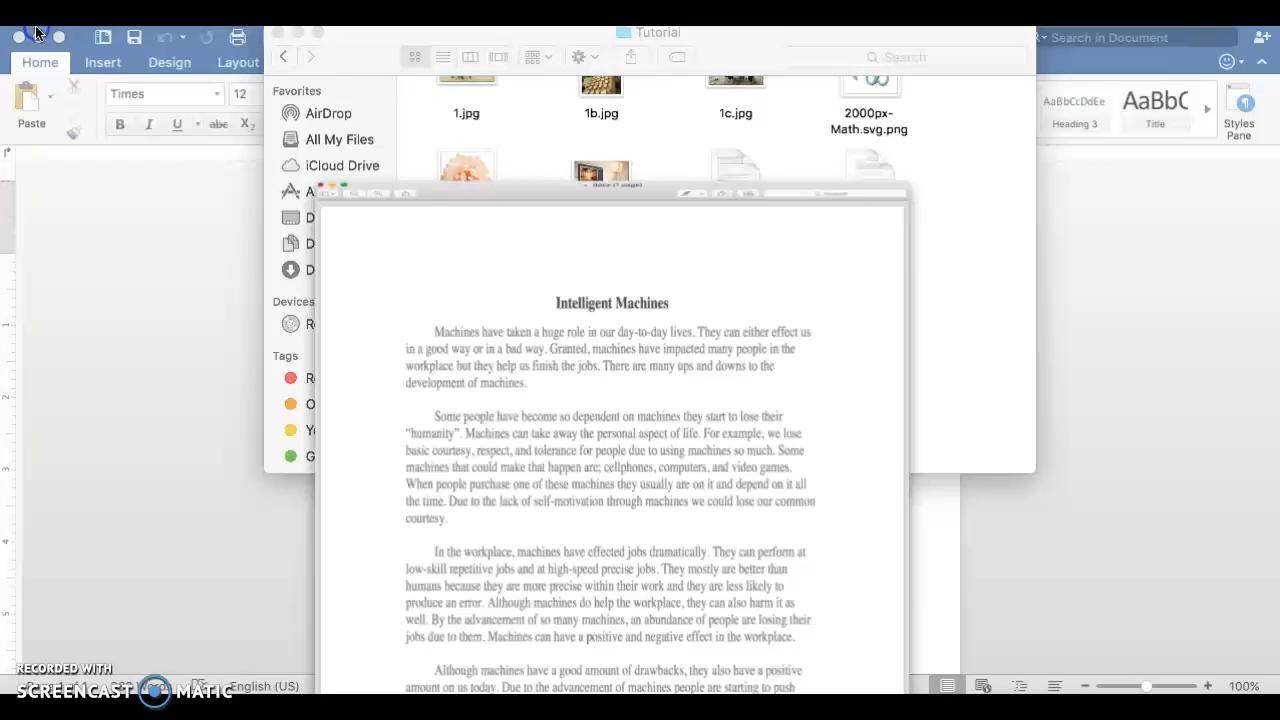 Tutorial
Search in Document
Home Insert Design Layout
Search
Times 12
Paste
B I U abc X2
AaBbCcDdEe AaBbC
Heading 3 Title
Styles
Pane
Favorites
AirDrop
All My Files
iCloud Drive
A
D
D
D
Devices
R
Tags
R
O
Y
G
1.jpg 1b.jpg 1c.jpg 2000px-
Math.svg.png
Intelligent Machines
Machines have taken a huge role in our day-to-day lives. They can either effect us
in a good way or in a bad way. Granted, machines have impacted many people in the
workplace but they help us finish the jobs. There are many ups and downs to the
development of machines.
Some people have become so dependent on machines they start to lose their
“humanity”. Machines can take away the personal aspect of life. For example, we lose
basic courtesy, respect, and tolerance for people due to using machines so much. Some
machines that could make that happen are; cellphones, computers, and video games.
When people purchase one of these machines they usually are on it and depend on it all
the time. Due to the lack of self-motivation through machines we could lose our common
courtesy.
In the workplace, machines have effected jobs dramatically. They can perform at
low-skill repetitive jobs and at high-speed precise jobs. They mostly are better than
humans because they are more precise within their work and they are less likely to
produce an error. Although machines do help the workplace, they can also harm it as
well. By the advancement of so many machines, an abundance of people are losing their
jobs due to them. Machines can have a positive and negative effect in the workplace.
Although machines have a good amount of drawbacks, they also have a positive
amount on us today. Due to the advancement of machines people are starting to push
RECORDED WITH
SCREENCAST MATIC
English (US)
100%